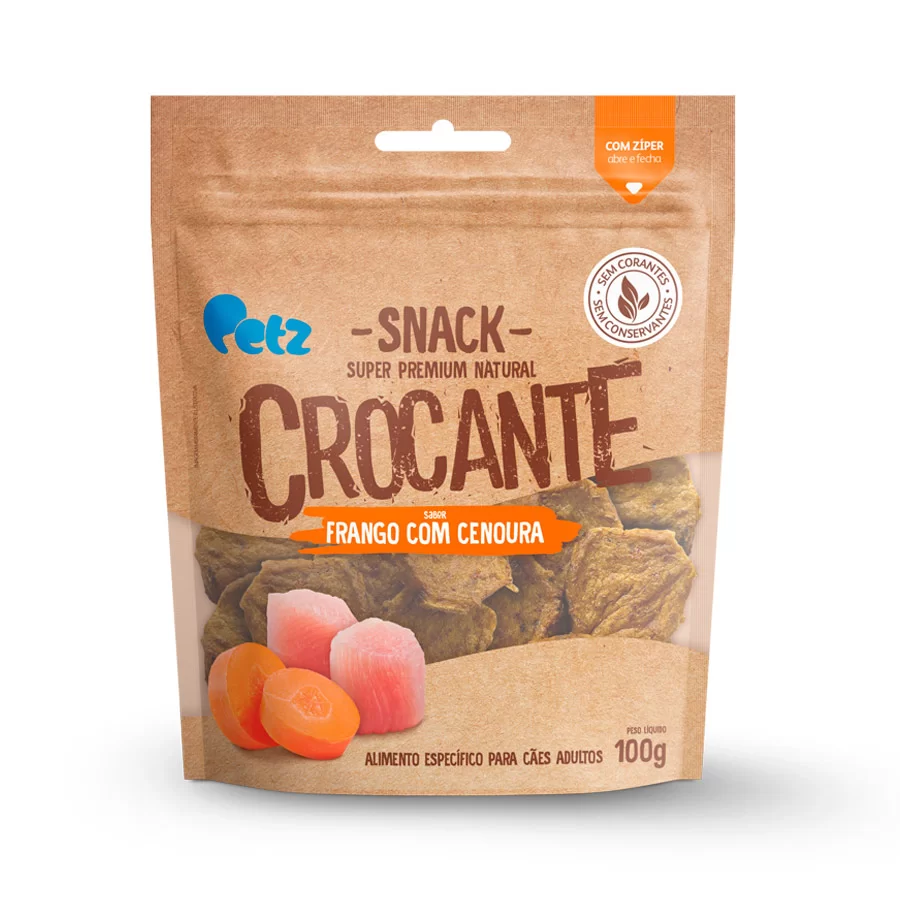 COM ZÍPER
abre e fecha
SEM CORANTES
SEM CONSERVANTES
Petz
-SNACK-
SUPER PREMIUM NATURAL
CROCANTE
SABOR
FRANGO COM CENOURA
PESO LÍQUIDO
100g
ALIMENTO ESPECÍFICO PARA CÃES ADULTOS